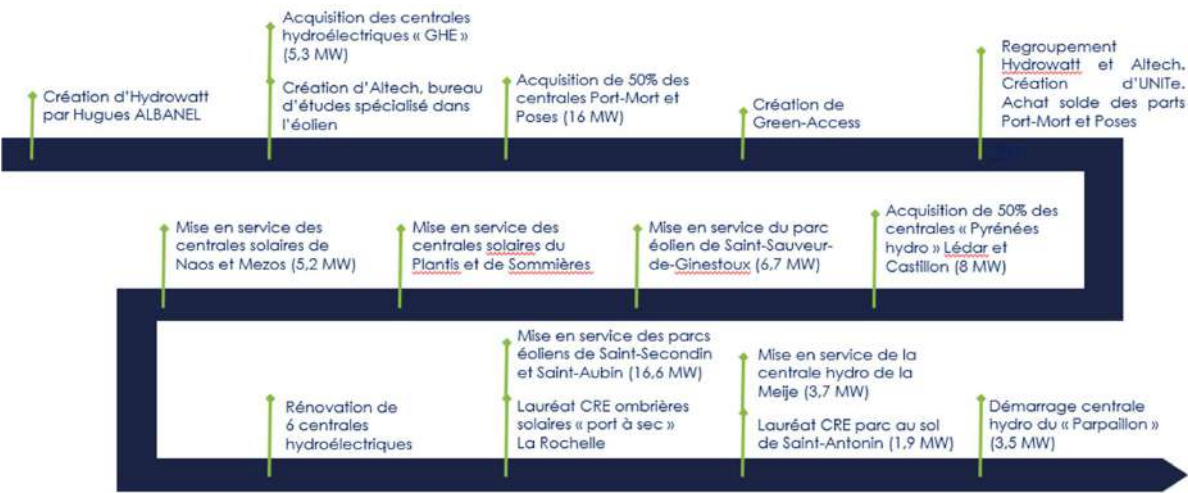 Création d'Hydrowatt
par Hugues ALBANEL
Acquisition des centrales
hydroélectriques « GHE »
(5,3 MW)
Création d'Altech, bureau
d'études spécialisé dans
l'éolien
Acquisition de 50% des
centrales Port-Mort et
Poses (16 MW)
Création de
Green-Access
Regroupement
Hydrowatt et Altech.
Création d'UNITe.
Achat solde des parts
Port-Mort et Poses
Acquisition de 50% des
centrales « Pyrénées
hydro » Lédar et
Castillon (8 MW)
Mise en service du parc
éolien de Saint-Sauveur-
de-Ginestoux (6,7 MW)
Mise en service des
centrales solaires du
Plantis et de Sommières
Mise en service des
centrales solaires de
Naos et Mezos (5,2 MW)
Rénovation de
6 centrales
hydroélectriques
Mise en service des parcs
éoliens de Saint-Secondin
et Saint-Aubin (16,6 MW)
Lauréat CRE ombrières
solaires « port à sec »
La Rochelle
Mise en service de la
centrale hydro de la
Meije (3,7 MW)
Lauréat CRE parc au sol
de Saint-Antonin (1,9 MW)
Démarrage centrale
hydro du « Parpaillon »
(3,5 MW)